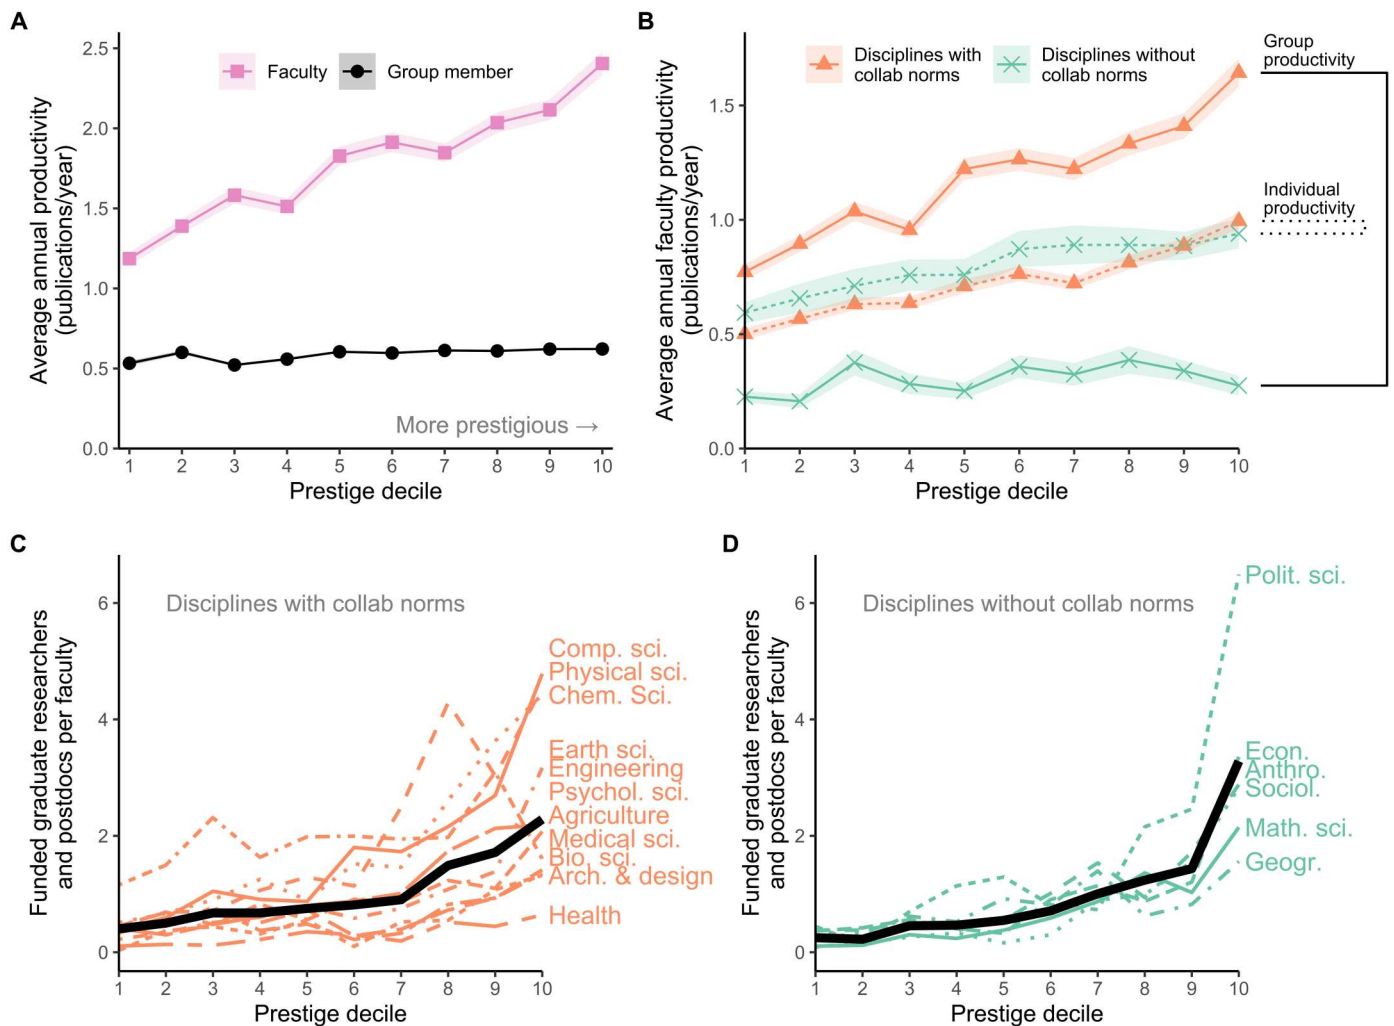 A
Average annual productivity
(publications/year)
2.5
2.0
1.5
1.0
0.5
0.0
Faculty
Group member
More prestigious →
1 2 3 4 5 6 7 8 9 10
Prestige decile
B
Average annual faculty productivity
(publications/year)
1.5
1.0
0.5
0.0
Disciplines with
collab norms
Disciplines without
collab norms
Group
productivity
Individual
productivity
1 2 3 4 5 6 7 8 9 10
Prestige decile
C
Funded graduate researchers
and postdocs per faculty
6
4
2
0
Disciplines with collab norms
Comp. sci.
Physical sci.
Chem. Sci.
Earth sci.
Engineering
Psychol. sci.
Agriculture
Medical sci.
Bio. sci.
Arch. & design
Health
1 2 3 4 5 6 7 8 9 10
Prestige decile
D
Funded graduate researchers
and postdocs per faculty
6
4
2
0
Disciplines without collab norms
Polit. sci.
Econ.
Anthro.
Sociol.
Math. sci.
Geogr.
1 2 3 4 5 6 7 8 9 10
Prestige decile